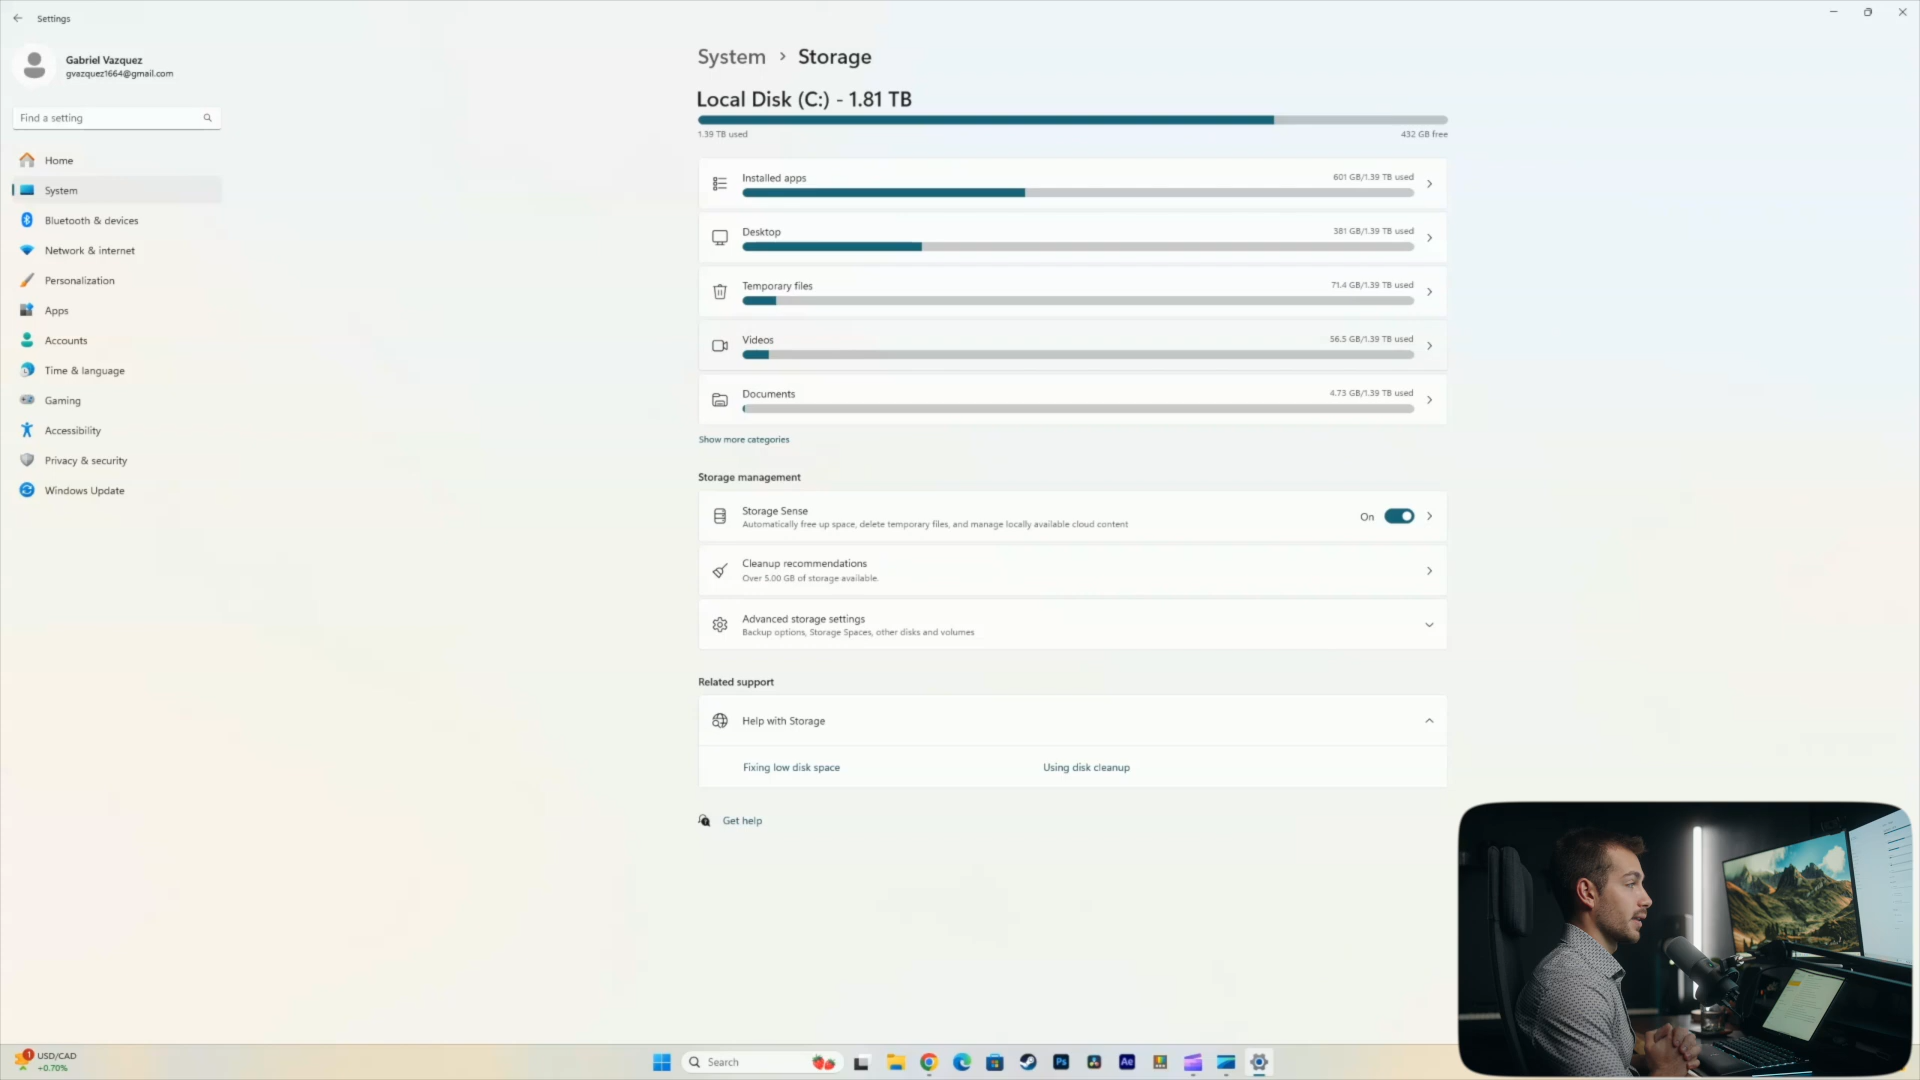 Settings
Gabriel Vazquez
gvazquez1664@gmail.com
Find a setting
Home
System
Bluetooth & devices
Network & internet
Personalization
Apps
Accounts
Time & language
Gaming
Accessibility
Privacy & security
Windows Update
System > Storage
Local Disk (C:) - 1.81 TB
1.39 TB used
432 GB free
Installed apps
601 GB/1.39 TB used
Desktop
381 GB/1.39 TB used
Temporary files
71.4 GB/1.39 TB used
Videos
56.5 GB/1.39 TB used
Documents
4.73 GB/1.39 TB used
Show more categories
Storage management
Storage Sense
Automatically free up space, delete temporary files, and manage locally available cloud content
On
Cleanup recommendations
Over 5.00 GB of storage available.
Advanced storage settings
Backup options, Storage Spaces, other disks and volumes
Related support
Help with Storage
Fixing low disk space
Using disk cleanup
Get help
1
USD/CAD
+0.70%
Search
Ps
Ae